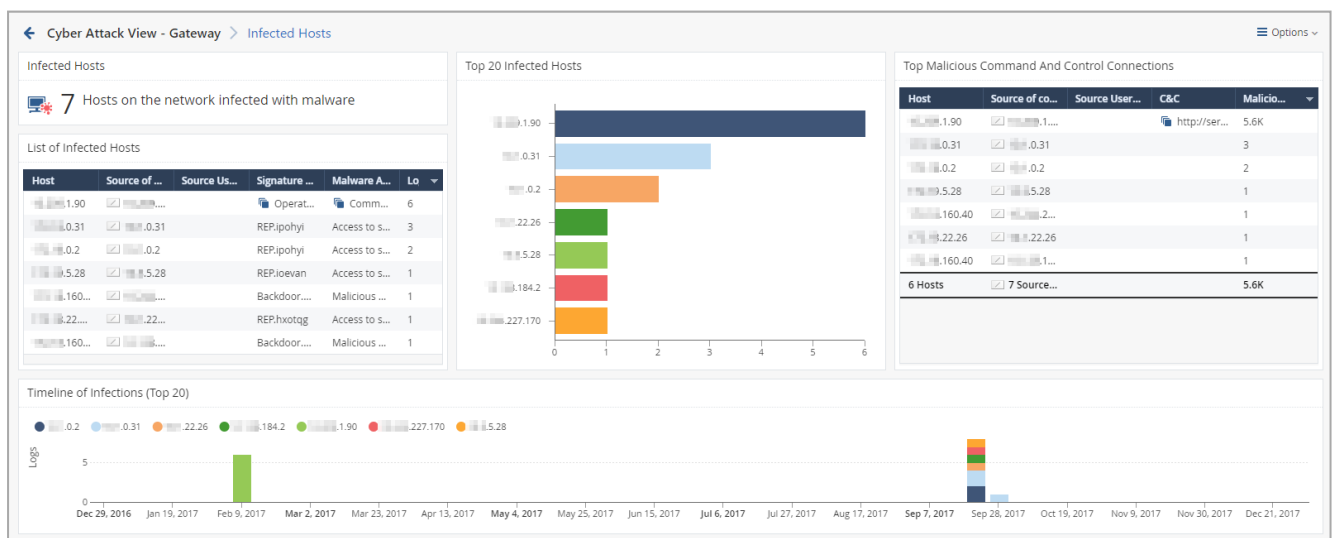 Cyber Attack View - Gateway > Infected Hosts
Options
Infected Hosts
7 Hosts on the network infected with malware
List of Infected Hosts
Host Source of ... Source Us... Signature ... Malware A... Lo
.1.90 Operat... Comm... 6
.0.31 .0.31 REP.ipohyi Access to s... 3
.0.2 .0.2 REP.ipohyi Access to s... 2
.5.28 .5.28 REP.ioevan Access to s... 1
.160... Backdoor.... Malicious ... 1
.22.... .22... REP.hxotqg Access to s... 1
.160... Backdoor.... Malicious ... 1
Top 20 Infected Hosts
.1.90
.0.31
.0.2
.22.26
.5.28
.184.2
.227.170
0 1 2 3 4 5 6
Top Malicious Command And Control Connections
Host Source of co... Source User... C&C Malicio...
.1.90 .1.... http://ser... 5.6K
.0.31 .0.31 3
.0.2 .0.2 2
.5.28 .5.28 1
.160.40 .2... 1
.22.26 .22.26 1
.160.40 .1... 1
6 Hosts 7 Source... 5.6K
Timeline of Infections (Top 20)
.0.2 .0.31 .22.26 .184.2 .1.90 .227.170 .5.28
Logs
5
0
Dec 29, 2016 Jan 19, 2017 Feb 9, 2017 Mar 2, 2017 Mar 23, 2017 Apr 13, 2017 May 4, 2017 May 25, 2017 Jun 15, 2017 Jul 6, 2017 Jul 27, 2017 Aug 17, 2017 Sep 7, 2017 Sep 28, 2017 Oct 19, 2017 Nov 9, 2017 Nov 30, 2017 Dec 21, 2017